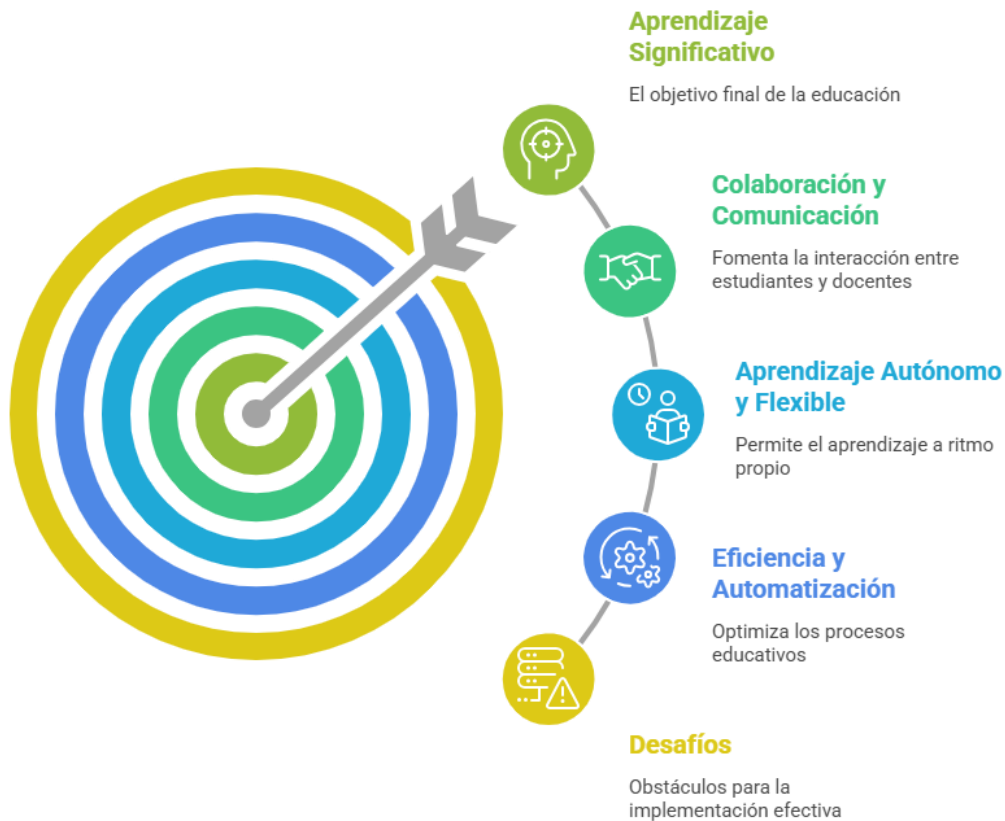 Aprendizaje
Significativo
El objetivo final de la educación
Colaboración y
Comunicación
Fomenta la interacción entre
estudiantes y docentes
Aprendizaje Autónomo
y Flexible
Permite el aprendizaje a ritmo
propio
Eficiencia y
Automatización
Optimiza los procesos
educativos
Desafíos
Obstáculos para la
implementación efectiva